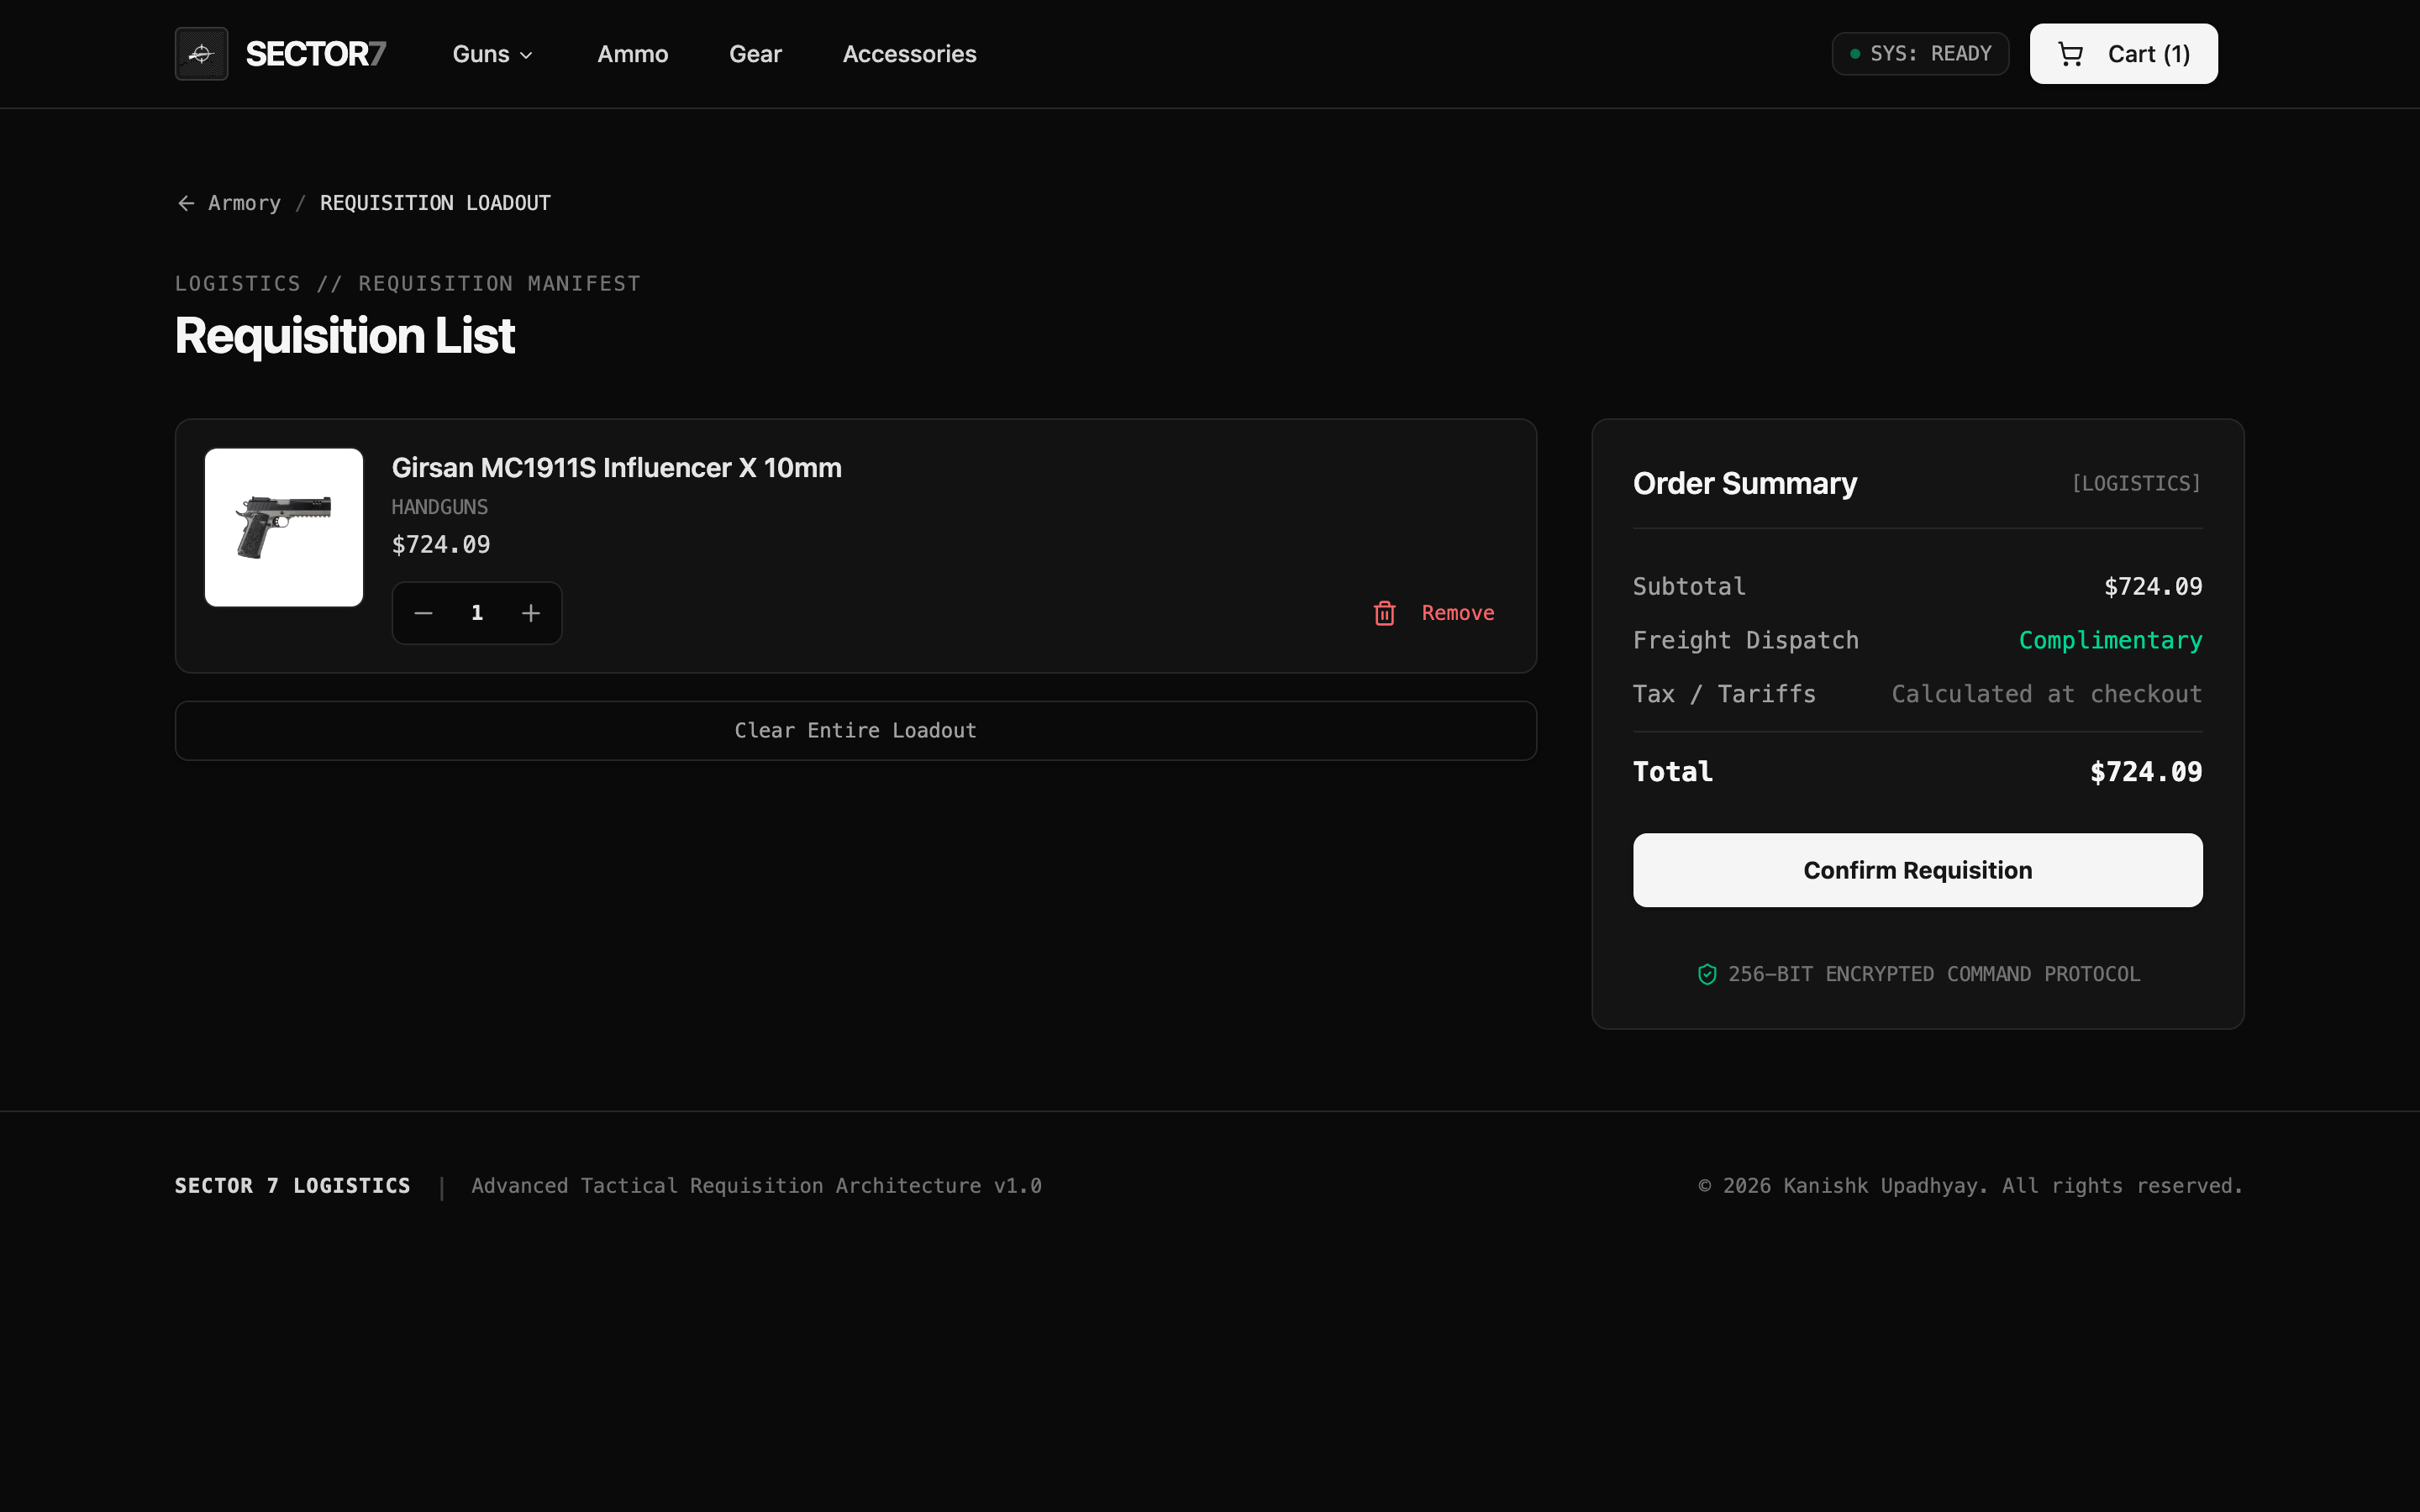 SECTOR7
Guns
Ammo
Gear
Accessories
SYS: READY
Cart (1)
Armory / REQUISITION LOADOUT
LOGISTICS // REQUISITION MANIFEST
Requisition List
Girsan MC1911S Influencer X 10mm
HANDGUNS
$724.09
1
Remove
Clear Entire Loadout
Order Summary
[LOGISTICS]
Subtotal $724.09
Freight Dispatch Complimentary
Tax / Tariffs Calculated at checkout
Total $724.09
Confirm Requisition
256-BIT ENCRYPTED COMMAND PROTOCOL
SECTOR 7 LOGISTICS | Advanced Tactical Requisition Architecture v1.0
© 2026 Kanishk Upadhyay. All rights reserved.